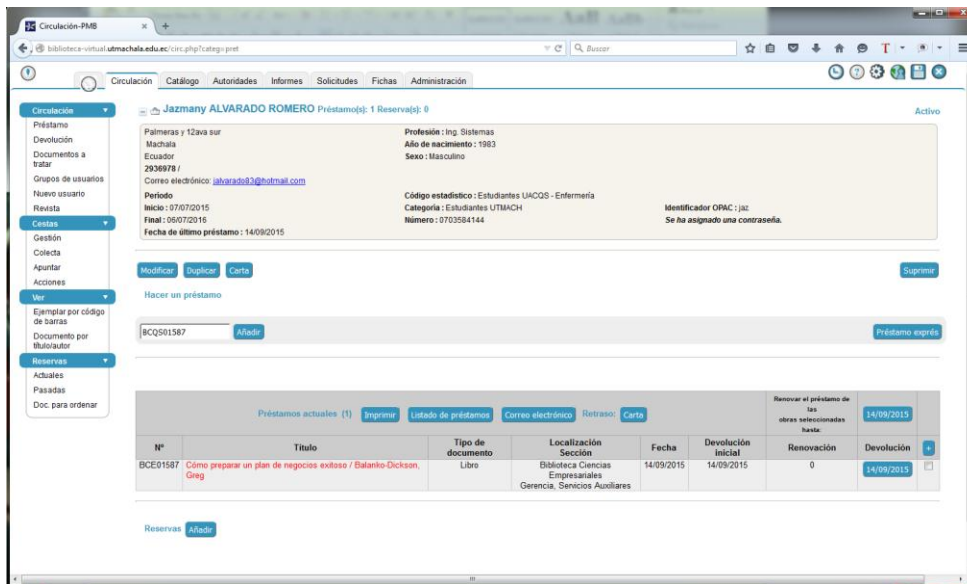 Circulación-PMB
biblioteca-virtual.utmachala.edu.ec/circ.php?categ=pret
Buscar
Circulación Catálogo Autoridades Informes Solicitudes Fichas Administración
Circulación
Préstamo
Devolución
Documentos a
tratar
Grupos de usuarios
Nuevo usuario
Revista
Cestas
Gestión
Colecta
Apuntar
Acciones
Ver
Ejemplar por código
de barras
Documento por
título/autor
Reservas
Actuales
Pasadas
Doc. para ordenar
Jazmany ALVARADO ROMERO Préstamo(s): 1 Reserva(s): 0 Activo
Palmeras y 12ava sur Profesión : Ing. Sistemas
Machala Año de nacimiento : 1983
Ecuador Sexo : Masculino
2936978 /
Correo electrónico: jalvarado83@hotmail.com
Periodo Código estadístico : Estudiantes UACQS - Enfermería
Inicio : 07/07/2015 Categoría : Estudiantes UTMACH Identificador OPAC : jaz
Final : 06/07/2016 Número : 0703584144 Se ha asignado una contraseña.
Fecha de último préstamo : 14/09/2015
Modificar Duplicar Carta Suprimir
Hacer un préstamo
BCQS01587 Añadir Préstamo exprés
Préstamos actuales (1) Imprimir Listado de préstamos Correo electrónico Retraso: Carta
Renovar el préstamo de
las
obras seleccionadas
hasta:
14/09/2015
Nº Título Tipo de documento Localización Sección Fecha Devolución inicial Renovación Devolución +
BCE01587 Cómo preparar un plan de negocios exitoso / Balanko-Dickson, Greg Libro Biblioteca Ciencias Empresariales Gerencia, Servicios Auxiliares 14/09/2015 14/09/2015 0 14/09/2015
Reservas Añadir